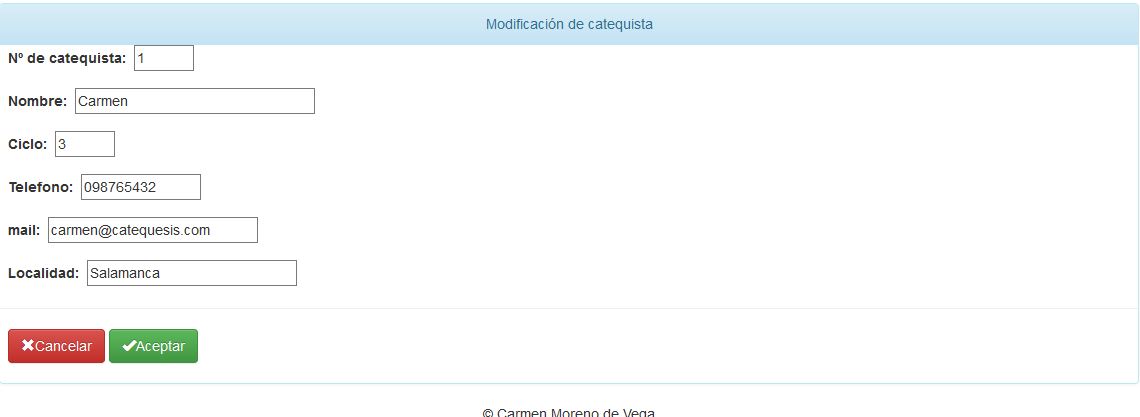 Modificación de catequista
Nº de catequista: 1
Nombre: Carmen
Ciclo: 3
Telefono: 098765432
mail: carmen@catequesis.com
Localidad: Salamanca
Cancelar Aceptar
© Carmen Moreno de Vega